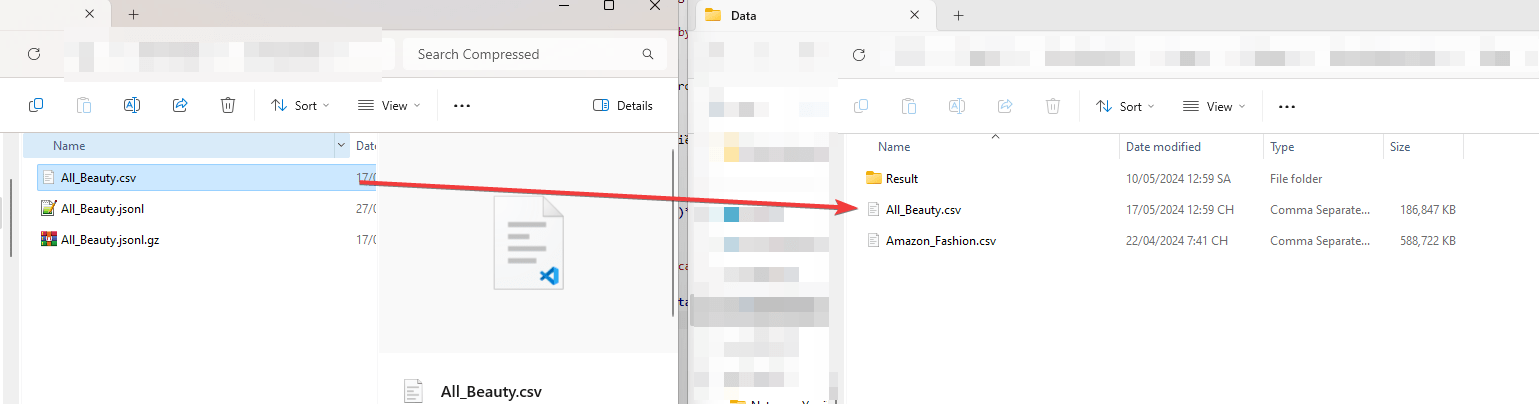 Search Compressed
Sort
View
Details
Name
All_Beauty.csv
17/0
All_Beauty.jsonl
27/0
All_Beauty.jsonl.gz
17/0
All_Beauty.csv
Data
Sort
View
Name Date modified Type Size
Result 10/05/2024 12:59 SA File folder
All_Beauty.csv 17/05/2024 12:59 CH Comma Separate... 186,847 KB
Amazon_Fashion.csv 22/04/2024 7:41 CH Comma Separate... 588,722 KB